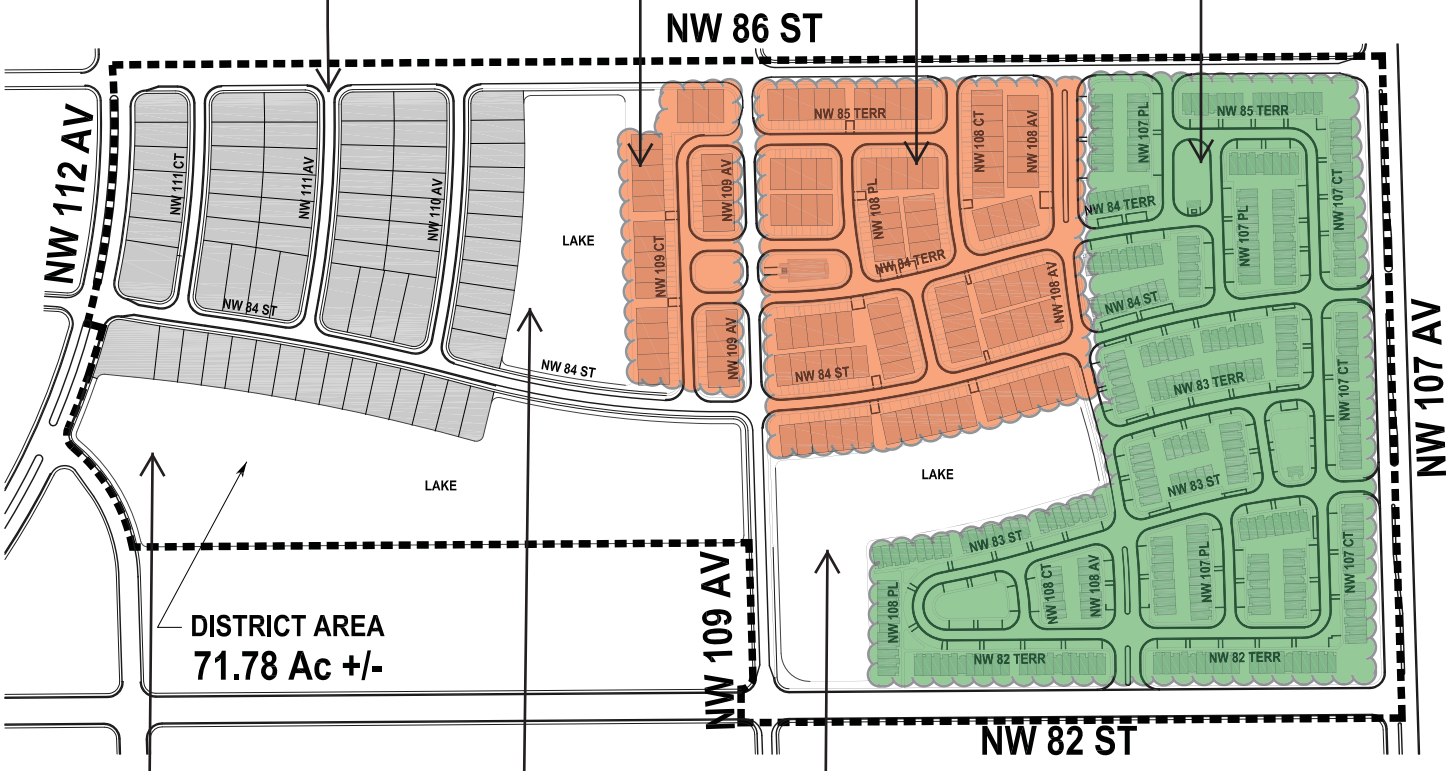 NW 86 ST
NW 112 AV
NW 111 CT
NW 111 AV
NW 110 AV
NW 84 ST
LAKE
NW 84 ST
NW 109 CT
NW 109 AV
NW 109 AV
NW 85 TERR
NW 108 PL
NW 84 TERR
NW 108 CT
NW 108 AV
NW 108 AV
NW 84 ST
NW 107 PL
NW 85 TERR
NW 84 TERR
NW 107 PL
NW 107 CT
NW 84 ST
NW 83 TERR
NW 107 CT
NW 107 AV
LAKE
LAKE
NW 83 ST
NW 83 ST
NW 108 PL
NW 108 CT
NW 108 AV
NW 107 PL
NW 107 CT
NW 82 TERR
NW 82 TERR
DISTRICT AREA
71.78 Ac +/-
NW 109 AV
NW 82 ST